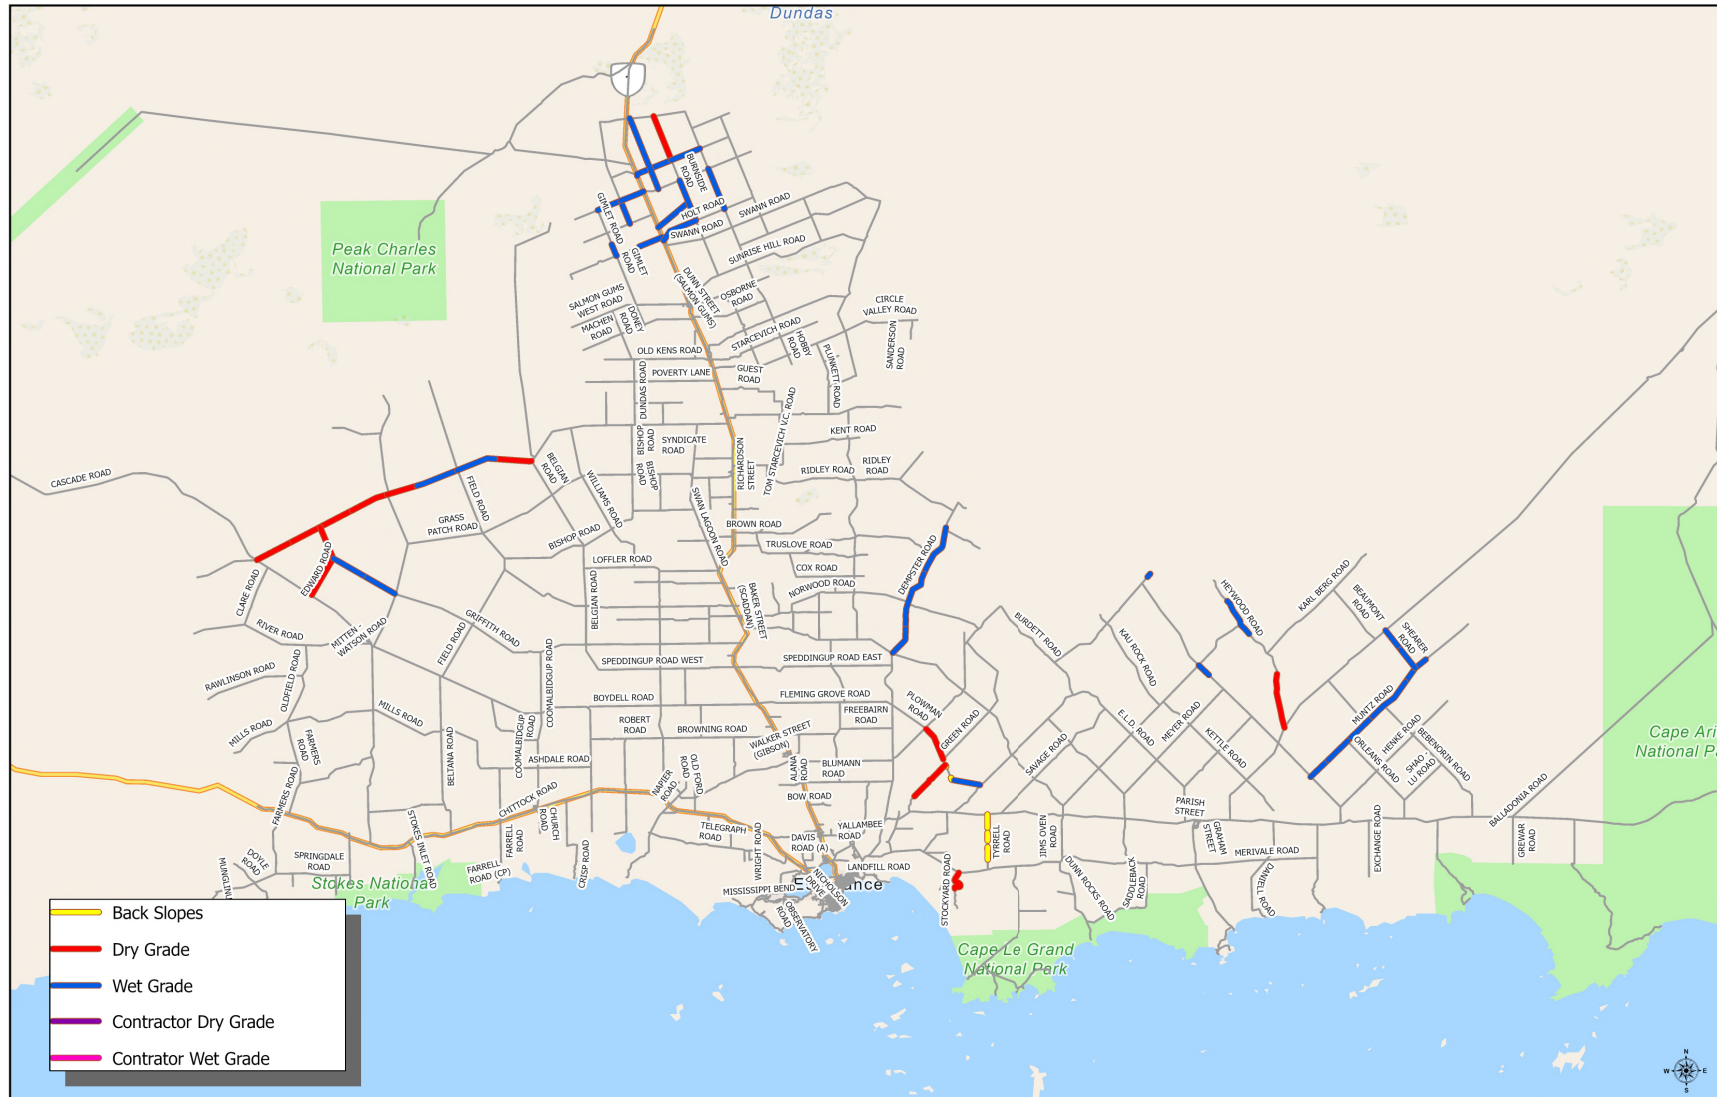 Dundas
Peak Charles
National Park
BURNSIDE
ROAD
GIMLET ROAD
HOLT ROAD
SWANN ROAD
SWANN ROAD
SUNRISE HILL ROAD
GIMLET
ROAD
DUNN STREET
(SALMON GUMS)
OSBORNE
ROAD
SALMON GUMS
WEST ROAD
MACHEN
ROAD
DONEY
ROAD
CIRCLE
VALLEY ROAD
STARCEVICH ROAD
HOBBY
ROAD
SANDERSON
ROAD
PLUNKETT ROAD
OLD KENS ROAD
POVERTY LANE
GUEST
ROAD
DUNDAS ROAD
TOM STARCEVICH V.C. ROAD
KENT ROAD
BISHOP
ROAD
SYNDICATE
ROAD
RICHARDSON
STREET
RIDLEY ROAD
RIDLEY
ROAD
BISHOP
ROAD
BELGIAN
ROAD
WILLIAMS ROAD
CASCADE ROAD
FIELD ROAD
GRASS
PATCH ROAD
SWAN LAGOON ROAD
BROWN ROAD
BISHOP ROAD
TRUSLOVE ROAD
LOFFLER ROAD
COX ROAD
NORWOOD ROAD
DEMPSTER ROAD
EDWARD ROAD
CLARE ROAD
BELGIAN ROAD
BAKER STREET
(SCADDAN)
RIVER ROAD
MITTEN -
WATSON ROAD
GRIFFITH ROAD
FIELD ROAD
BURDETT ROAD
KAU ROCK ROAD
HEYWOOD ROAD
KARL BERG ROAD
BEAUMONT
ROAD
SHEARER
ROAD
RAWLINSON ROAD
OLDFIELD ROAD
COOMALBIDGUP ROAD
SPEDDINGUP ROAD WEST
SPEDDINGUP ROAD EAST
BOYDELL ROAD
FLEMING GROVE ROAD
PLOWMAN
ROAD
FREEBAIRN
ROAD
GREEN ROAD
MUNTZ ROAD
MILLS ROAD
MILLS ROAD
FARMERS
ROAD
COOMALBIDGUP
ROAD
ROBERT
ROAD
BROWNING ROAD
WALKER STREET
(GIBSON)
E.L.D. ROAD
MEYER ROAD
KETTLE ROAD
HENKE ROAD
BEBENORIN ROAD
ORLEANS ROAD
SHAO -
LU ROAD
SAVAGE ROAD
Cape Ari
National Pa
BELTANA ROAD
ASHDALE ROAD
NAPIER
ROAD
OLD FORD
ROAD
ALANA
ROAD
BLUMANN
ROAD
FARMERS ROAD
CHITTOCK ROAD
BOW ROAD
PARISH
STREET
BALLADONIA ROAD
STOKES INLET ROAD
CHURCH
ROAD
FARRELL
ROAD
TELEGRAPH
ROAD
WRIGHT ROAD
DAVIS
ROAD (A)
YALLAMBEE
ROAD
TYRRELL
ROAD
JIMS OVEN
ROAD
GRAHAM
STREET
EXCHANGE ROAD
GREWAR
ROAD
DOYLE
ROAD
SPRINGDALE
ROAD
FARRELL
ROAD (CP)
CRISP ROAD
LANDFILL ROAD
MERIVALE ROAD
DUNN ROCKS ROAD
SADDLEBACK
ROAD
DANIELL ROAD
STOCKYARD ROAD
Stokes National
Park
MISSISSIPPI BEND
NICHOLSON
DRIVE
OBSERVATORY
ROAD
Cape Le Grand
National Park
Back Slopes
Dry Grade
Wet Grade
Contractor Dry Grade
Contrator Wet Grade
N
W E
S